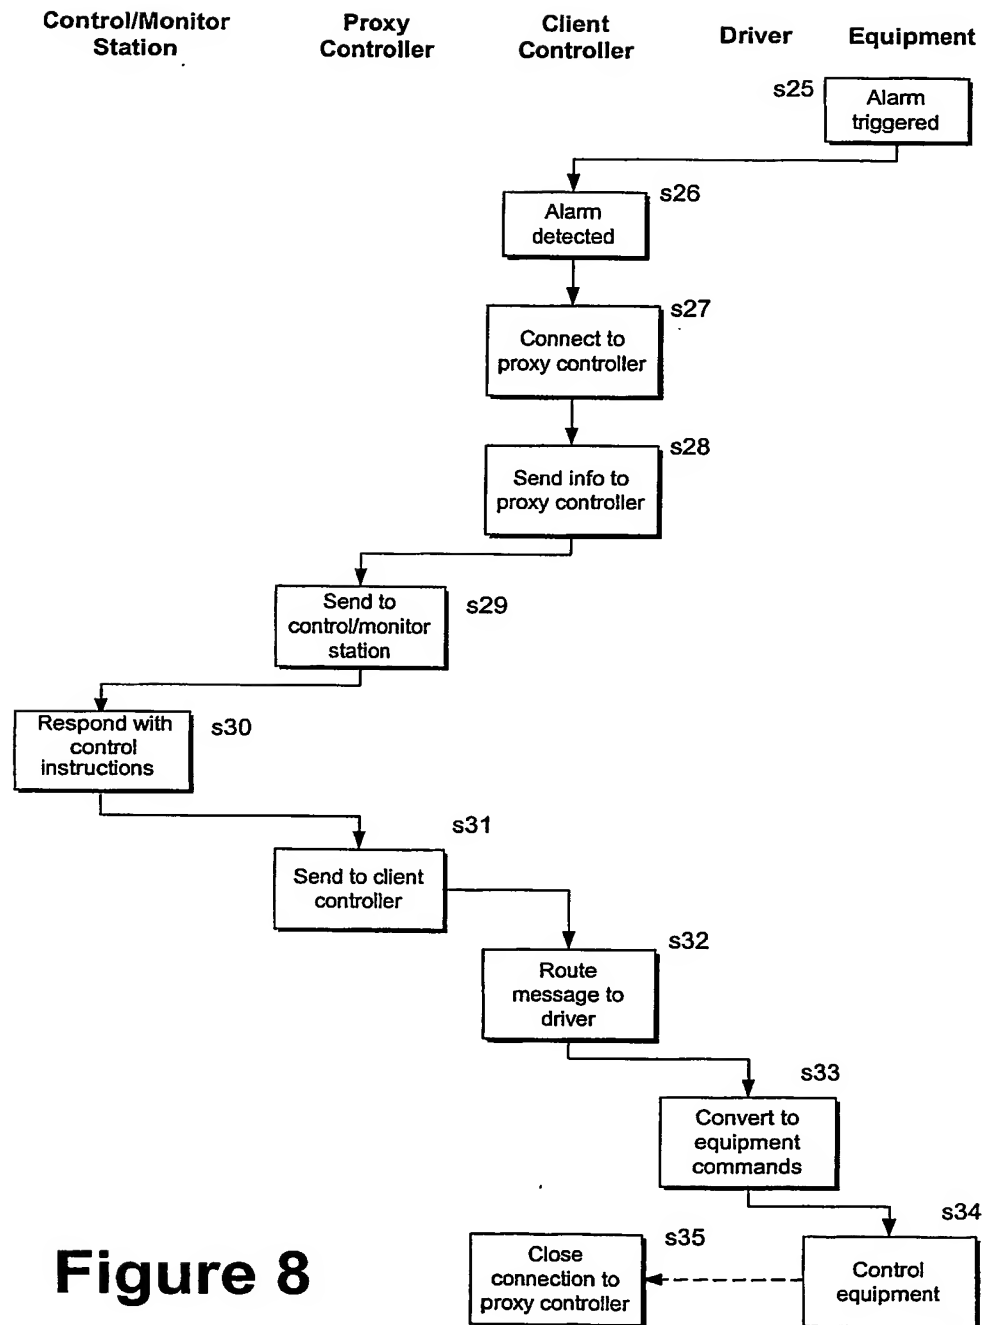 Control/Monitor
Station
Proxy
Controller
Client
Controller
Driver
Equipment
s25
Alarm
triggered
s26
Alarm
detected
s27
Connect to
proxy controller
s28
Send info to
proxy controller
s29
Send to
control/monitor
station
s30
Respond with
control
instructions
s31
Send to client
controller
s32
Route
message to
driver
s33
Convert to
equipment
commands
s34
Control
equipment
s35
Close
connection to
proxy controller
Figure 8